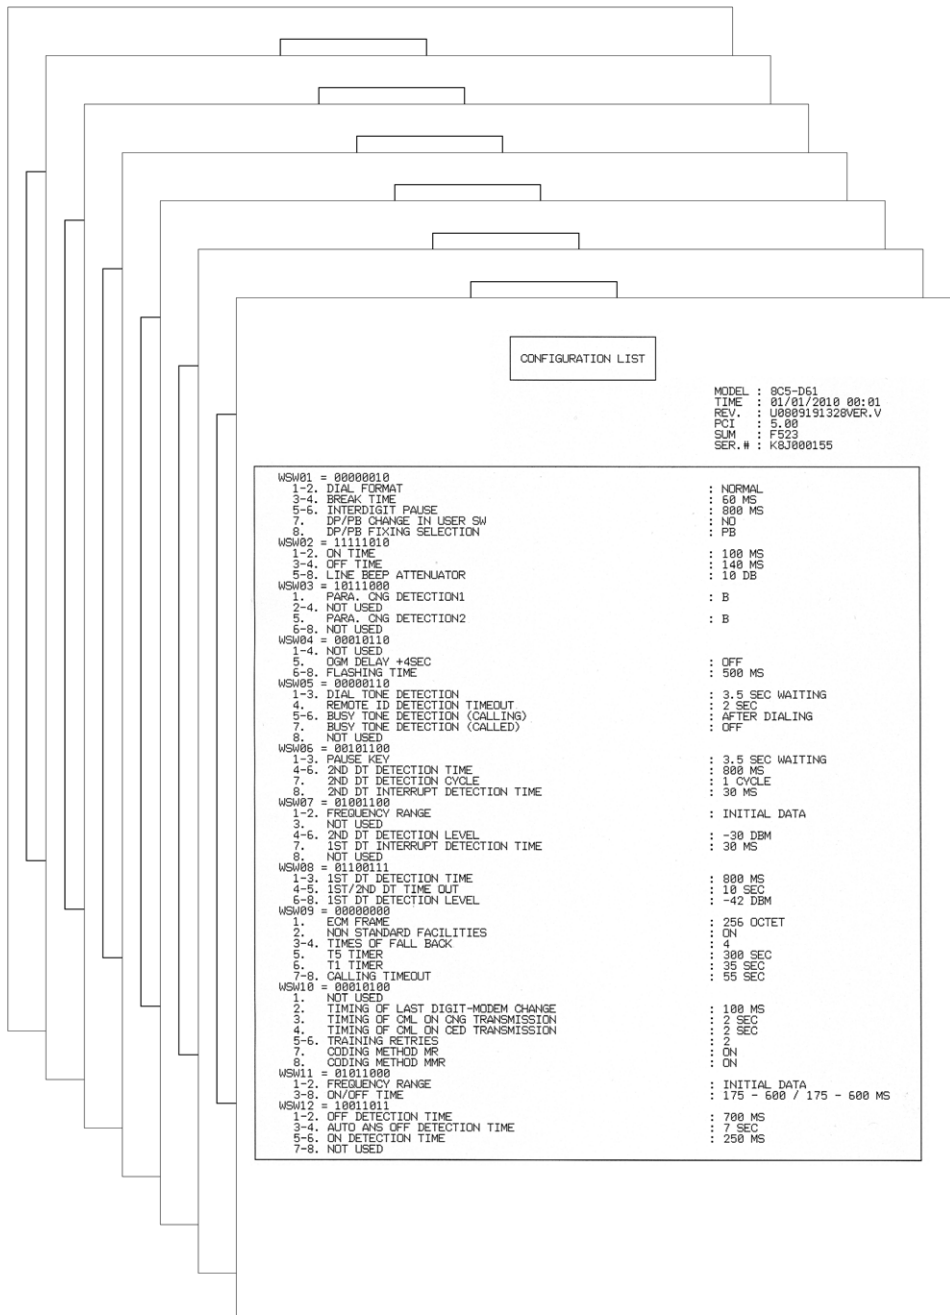 CONFIGURATION LIST
MODEL : 8C5-D61
TIME : 01/01/2010 00:01
REV. : U0809191328VER.V
PCI : 5.00
SUM : F523
SER.# : K8J000155
WSW01 = 00000010
1-2. DIAL FORMAT : NORMAL
3-4. BREAK TIME : 60 MS
5-6. INTERDIGIT PAUSE : 800 MS
7. DP/PB CHANGE IN USER SW : NO
8. DP/PB FIXING SELECTION : PB
WSW02 = 11111010
1-2. ON TIME : 100 MS
3-4. OFF TIME : 140 MS
5-8. LINE BEEP ATTENUATOR : 10 DB
WSW03 = 10111000
1. PARA. CNG DETECTION1 : B
2-4. NOT USED
5. PARA. CNG DETECTION2 : B
6-8. NOT USED
WSW04 = 00010110
1-4. NOT USED
5. OGM DELAY +4SEC : OFF
6-8. FLASHING TIME : 500 MS
WSW05 = 00000110
1-3. DIAL TONE DETECTION : 3.5 SEC WAITING
4. REMOTE ID DETECTION TIMEOUT : 2 SEC
5-6. BUSY TONE DETECTION (CALLING) : AFTER DIALING
7. BUSY TONE DETECTION (CALLED) : OFF
8. NOT USED
WSW06 = 00101100
1-3. PAUSE KEY : 3.5 SEC WAITING
4-6. 2ND DT DETECTION TIME : 800 MS
7. 2ND DT DETECTION CYCLE : 1 CYCLE
8. 2ND DT INTERRUPT DETECTION TIME : 30 MS
WSW07 = 01001100
1-2. FREQUENCY RANGE : INITIAL DATA
3. NOT USED
4-6. 2ND DT DETECTION LEVEL : -30 DBM
7. 1ST DT INTERRUPT DETECTION TIME : 30 MS
8. NOT USED
WSW08 = 01100111
1-3. 1ST DT DETECTION TIME : 800 MS
4-5. 1ST/2ND DT TIME OUT : 10 SEC
6-8. 1ST DT DETECTION LEVEL : -42 DBM
WSW09 = 00000000
1. ECM FRAME : 256 OCTET
2. NON STANDARD FACILITIES : ON
3-4. TIMES OF FALL BACK : 4
5. T5 TIMER : 300 SEC
6. T1 TIMER : 35 SEC
7-8. CALLING TIMEOUT : 55 SEC
WSW10 = 00010100
1. NOT USED
2. TIMING OF LAST DIGIT-MODEM CHANGE : 100 MS
3. TIMING OF CML ON CNG TRANSMISSION : 2 SEC
4. TIMING OF CML ON CED TRANSMISSION : 2 SEC
5-6. TRAINING RETRIES : 2
7. CODING METHOD MR : ON
8. CODING METHOD MMR : ON
WSW11 = 01011000
1-2. FREQUENCY RANGE : INITIAL DATA
3-8. ON/OFF TIME : 175 - 600 / 175 - 600 MS
WSW12 = 10011011
1-2. OFF DETECTION TIME : 700 MS
3-4. AUTO ANS OFF DETECTION TIME : 7 SEC
5-6. ON DETECTION TIME : 250 MS
7-8. NOT USED